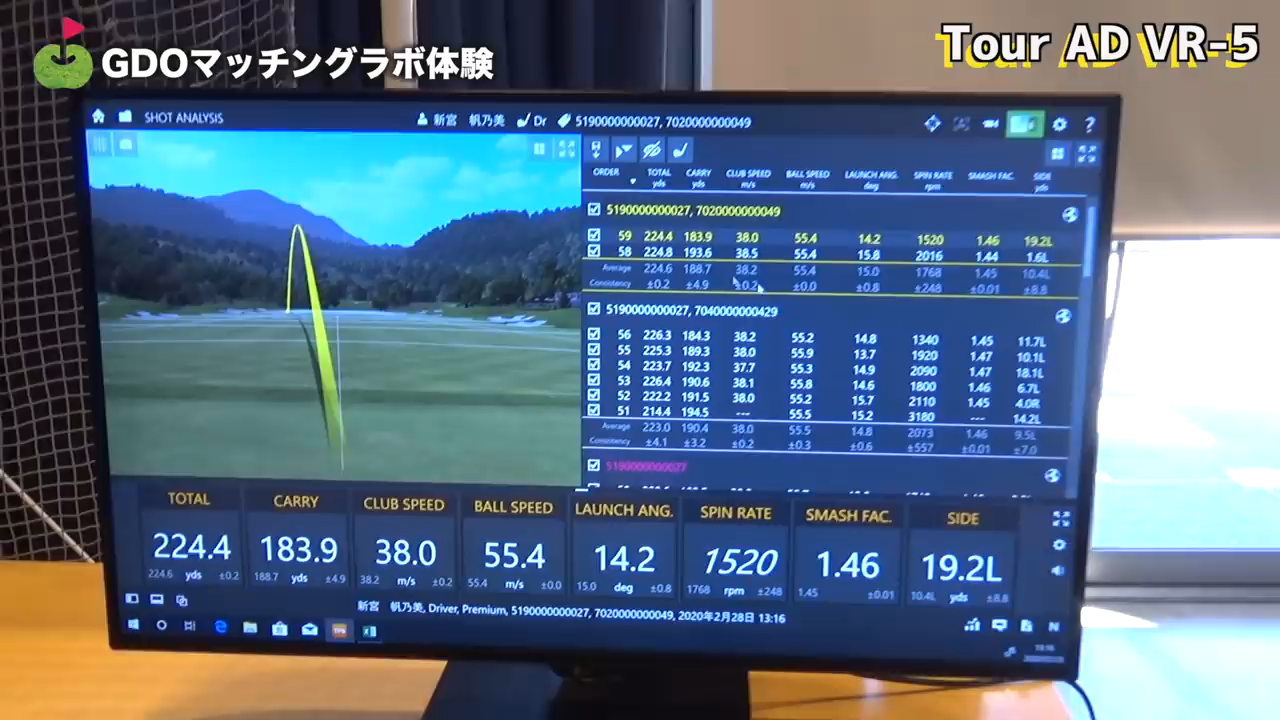 GDOマッチングラボ体験
Tour AD VR-5
SHOT ANALYSIS
新宮 帆乃美 Dr 5190000000027, 7020000000049
ORDER TOTAL yds CARRY yds CLUB SPEED m/s BALL SPEED m/s LAUNCH ANG. deg SPIN RATE rpm SMASH FAC. SIDE yds
5190000000027, 7020000000049
59 224.4 183.9 38.0 55.4 14.2 1520 1.46 19.2L
58 224.8 193.6 38.5 55.4 15.8 2016 1.44 1.6L
Average 224.6 188.7 38.2 55.4 15.0 1768 1.45 10.4L
Consistency ±0.2 ±4.9 ±0.2 ±0.0 ±0.8 ±248 ±0.01 ±8.8
5190000000027, 7040000000429
56 226.3 184.3 38.2 55.2 14.8 1340 1.45 11.7L
55 225.3 189.3 38.0 55.9 13.7 1920 1.47 10.1L
54 223.7 192.3 37.7 55.3 14.9 2090 1.47 18.1L
53 226.4 190.6 38.1 55.8 14.6 1800 1.46 6.7L
52 222.2 191.5 38.0 55.2 15.7 2110 1.45 4.0R
51 214.4 194.5 --- 55.5 15.2 3180 --- 14.2L
Average 223.0 190.4 38.0 55.5 14.8 2073 1.46 9.5L
Consistency ±4.1 ±3.2 ±0.2 ±0.3 ±0.6 ±557 ±0.01 ±7.0
5190000000027
TOTAL CARRY CLUB SPEED BALL SPEED LAUNCH ANG. SPIN RATE SMASH FAC. SIDE
224.4 183.9 38.0 55.4 14.2 1520 1.46 19.2L
224.6 yds ±0.2 188.7 yds ±4.9 38.2 m/s ±0.2 55.4 m/s ±0.0 15.0 deg ±0.8 1768 rpm ±248 1.45 ±0.01 10.4L yds ±8.8
新宮 帆乃美, Driver, Premium, 5190000000027, 7020000000049, 2020年2月28日 13:16